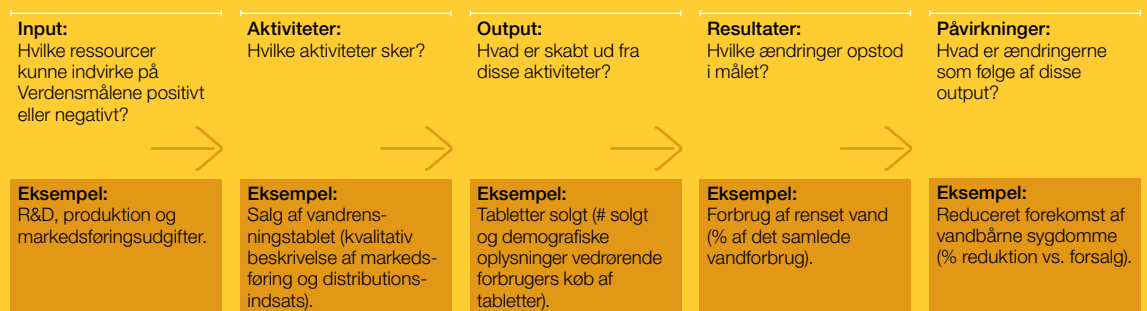 Input:
Hvilke ressourcer
kunne indvirke på
Verdensmålene positivt
eller negativt?
Eksempel:
R&D, produktion og
markedsføringsudgifter.
Aktiviteter:
Hvilke aktiviteter sker?
Eksempel:
Salg af vandrens-
ningstablet (kvalitativ
beskrivelse af markeds-
føring og distributions-
indsats).
Output:
Hvad er skabt ud fra
disse aktiviteter?
Eksempel:
Tabletter solgt (# solgt
og demografiske
oplysninger vedrørende
forbrugers køb af
tabletter).
Resultater:
Hvilke ændringer opstod
i målet?
Eksempel:
Forbrug af renset vand
(% af det samlede
vandforbrug).
Påvirkninger:
Hvad er ændringerne
som følge af disse
output?
Eksempel:
Reduceret forekomst af
vandbårne sygdomme
(% reduktion vs. forsalg).